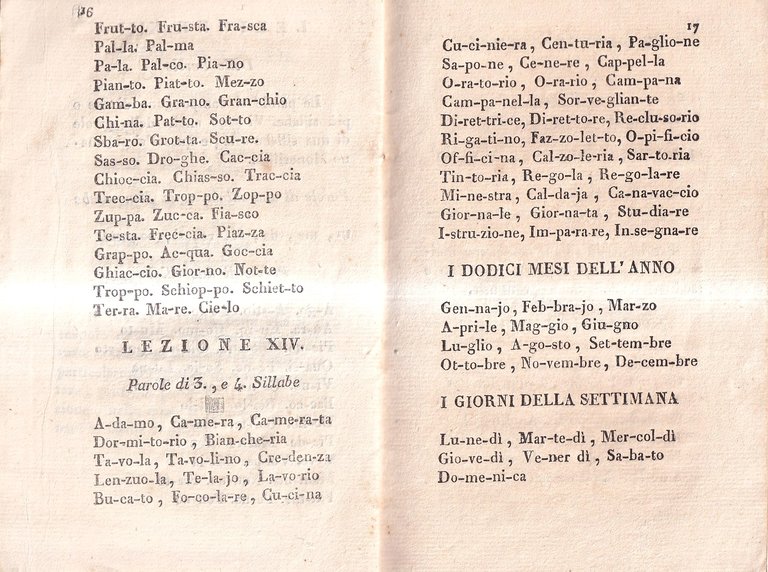 16
Frut-to. Fru-sta. Fra-sca
Pal-la. Pal-ma
Pa-la. Pal-co. Pia-no
Pian-to. Piat-to. Mez-zo
Gam-ba. Gra-no. Gran-chio
Chi-na. Pat-to. Sot-to
Sba-ro. Grot-ta. Scu-re.
Sas-so. Dro-ghe. Cac-cia
Chioc-cia. Chias-so. Trac-cia
Trec-cia. Trop-po. Zop-po
Zup-pa. Zuc-ca. Fia-sco
Te-sta. Frec-cia. Piaz-za
Grap-po. Ac-qua. Goc-cia
Ghiac-cio. Gior-no. Not-te
Trop-po. Schiop-po. Schiet-to
Ter-ra. Ma-re. Cie-lo
LEZIONE XIV.
Parole di 3., e 4. Sillabe
A-da-mo, Ca-me-ra, Ca-me-ra-ta
Dor-mi-to-rio, Bian-che-ria
Ta-vo-la, Ta-vo-li-no, Cre-den-za
Len-zuo-la, Te-la-jo, La-vo-rio
Bu-ca-to, Fo-co-la-re, Cu-ci-na
17
Cu-ci-nie-ra, Cen-tu-ria, Pa-glio-ne
Sa-po-ne, Ce-ne-re, Cap-pel-la
O-ra-to-rio, O-ra-rio, Cam-pa-na
Cam-pa-nel-la, Sor-ve-glian-te
Di-ret-tri-ce, Di-ret-to-re, Re-clu-so-rio
Ri-ga-ti-no, Faz-zo-let-to, O-pi-fi-cio
Of-fi-ci-na, Cal-zo-le-ria, Sar-to-ria
Tin-to-ria, Re-go-la, Re-go-la-re
Mi-ne-stra, Cal-da-ja, Ca-na-vac-cio
Gior-na-le, Gior-na-ta, Stu-dia-re
I-stru-zio-ne, Im-pa-ra-re, In-se-gna-re
I DODICI MESI DELL' ANNO
Gen-na-jo, Feb-bra-jo, Mar-zo
A-pri-le, Mag-gio, Giu-gno
Lu-glio, A-go-sto, Set-tem-bre
Ot-to-bre, No-vem-bre, De-cem-bre
I GIORNI DELLA SETTIMANA
Lu-ne-dì, Mar-te-dì, Mer-col-dì
Gio-ve-dì, Ve-ner dì, Sa-ba-to
Do-me-ni-ca